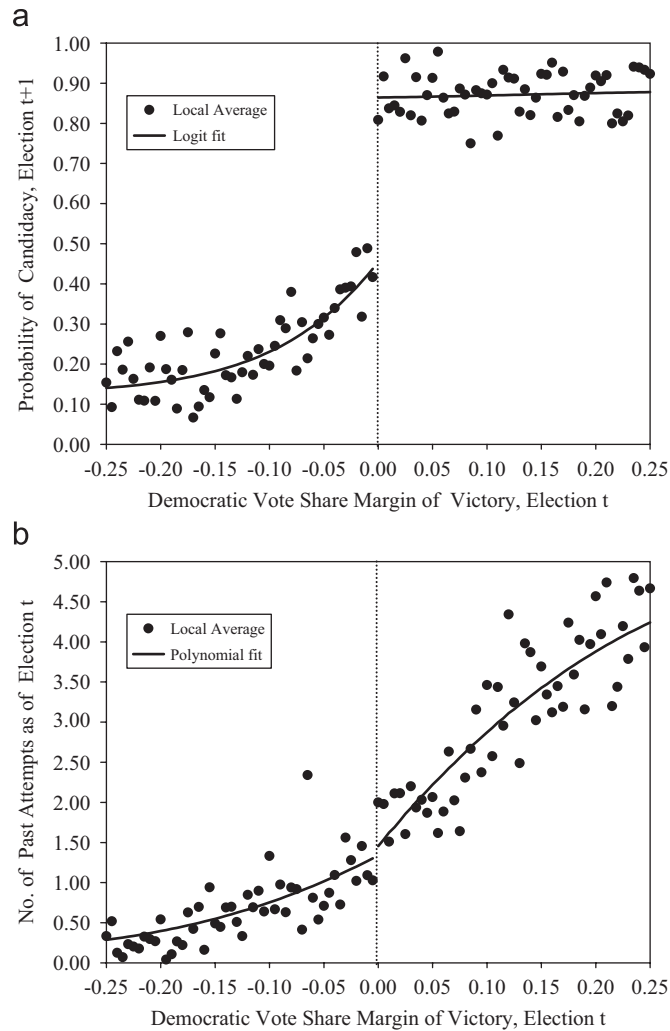 a
Probability of Candidacy, Election t+1
1.00
0.90
0.80
0.70
0.60
0.50
0.40
0.30
0.20
0.10
0.00
Local Average
Logit fit
-0.25 -0.20 -0.15 -0.10 -0.05 0.00 0.05 0.10 0.15 0.20 0.25
Democratic Vote Share Margin of Victory, Election t
b
No. of Past Attempts as of Election t
5.00
4.50
4.00
3.50
3.00
2.50
2.00
1.50
1.00
0.50
0.00
Local Average
Polynomial fit
-0.25 -0.20 -0.15 -0.10 -0.05 0.00 0.05 0.10 0.15 0.20 0.25
Democratic Vote Share Margin of Victory, Election t